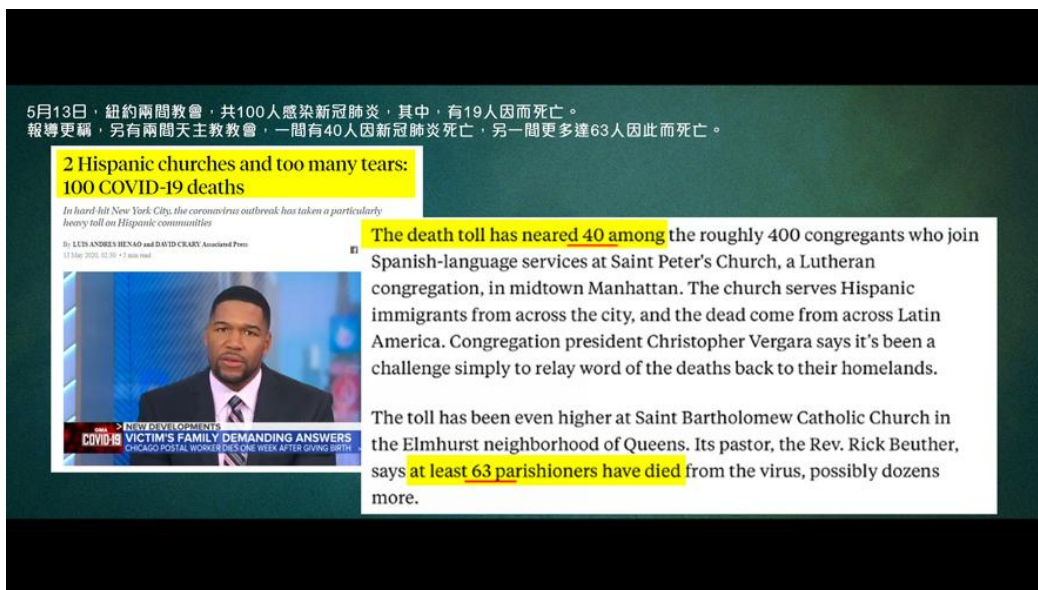 5月13日，紐約兩間教會，共100人感染新冠肺炎，其中，有19人因而死亡。
報導更稱，另有兩間天主教教會，一間有40人因新冠肺炎死亡，另一間更多達63人因此而死亡。
2 Hispanic churches and too many tears:
100 COVID-19 deaths
In hard-hit New York City, the coronavirus outbreak has taken a particularly
heavy toll on Hispanic communities
By LUIS ANDRES HENAO and DAVID CRARY Associated Press
13 May 2020, 02:30 • 3 min read
GMA
COVID-19
NEW DEVELOPMENTS
VICTIM'S FAMILY DEMANDING ANSWERS
CHICAGO POSTAL WORKER DIES ONE WEEK AFTER GIVING BIRTH
The death toll has neared 40 among the roughly 400 congregants who join
Spanish-language services at Saint Peter's Church, a Lutheran
congregation, in midtown Manhattan. The church serves Hispanic
immigrants from across the city, and the dead come from across Latin
America. Congregation president Christopher Vergara says it's been a
challenge simply to relay word of the deaths back to their homelands.
The toll has been even higher at Saint Bartholomew Catholic Church in
the Elmhurst neighborhood of Queens. Its pastor, the Rev. Rick Beuther,
says at least 63 parishioners have died from the virus, possibly dozens
more.